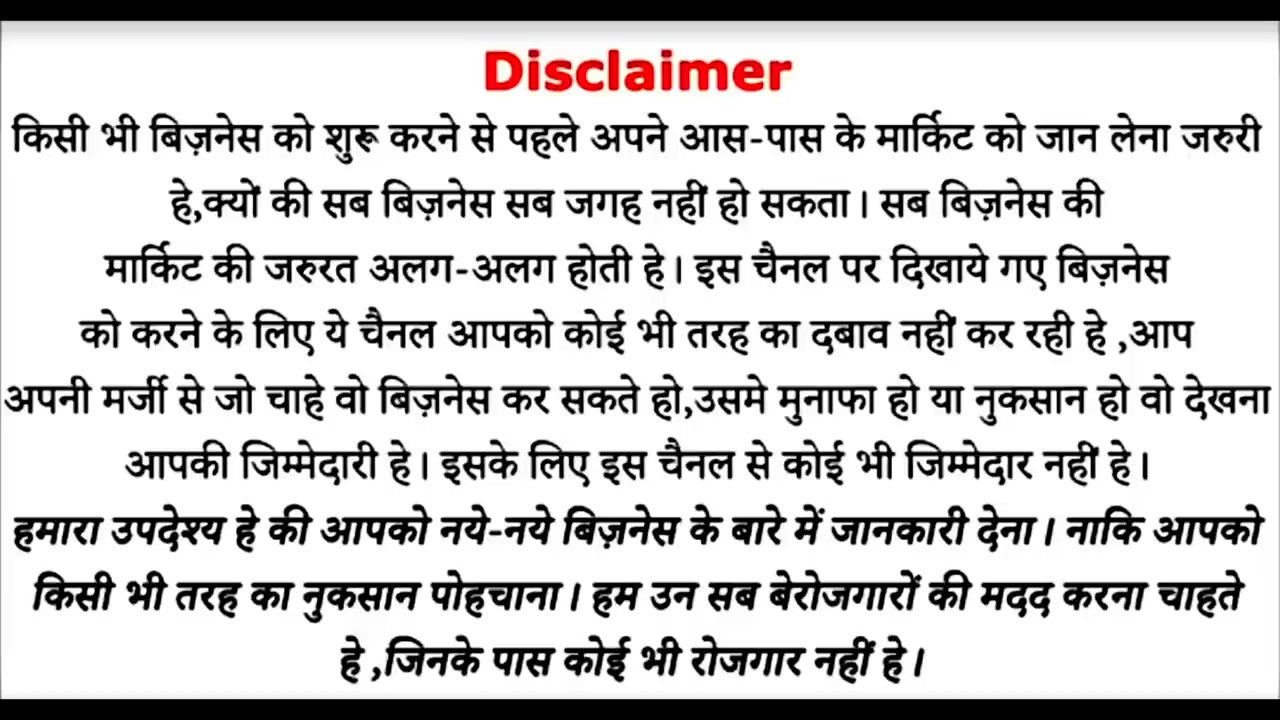 Disclaimer
किसी भी बिज़नेस को शुरू करने से पहले अपने आस-पास के मार्किट को जान लेना जरुरी
हे,क्यों की सब बिज़नेस सब जगह नहीं हो सकता। सब बिज़नेस की
मार्किट की जरुरत अलग-अलग होती हे। इस चैनल पर दिखाये गए बिज़नेस
को करने के लिए ये चैनल आपको कोई भी तरह का दबाव नहीं कर रही हे ,आप
अपनी मर्जी से जो चाहे वो बिज़नेस कर सकते हो,उसमे मुनाफा हो या नुकसान हो वो देखना
आपकी जिम्मेदारी हे। इसके लिए इस चैनल से कोई भी जिम्मेदार नहीं हे।
हमारा उपदेश्य हे की आपको नये-नये बिज़नेस के बारे में जानकारी देना। नाकि आपको
किसी भी तरह का नुकसान पोहचाना। हम उन सब बेरोजगारों की मदद करना चाहते
हे ,जिनके पास कोई भी रोजगार नहीं हे।